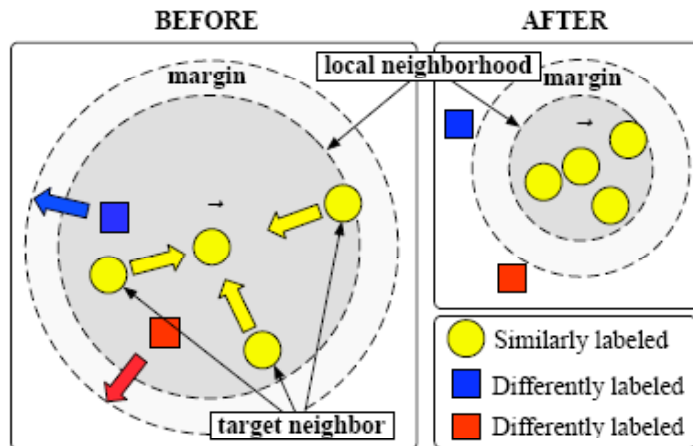 BEFORE
AFTER
margin
local neighborhood
margin
→
→
target neighbor
Similarly labeled
Differently labeled
Differently labeled